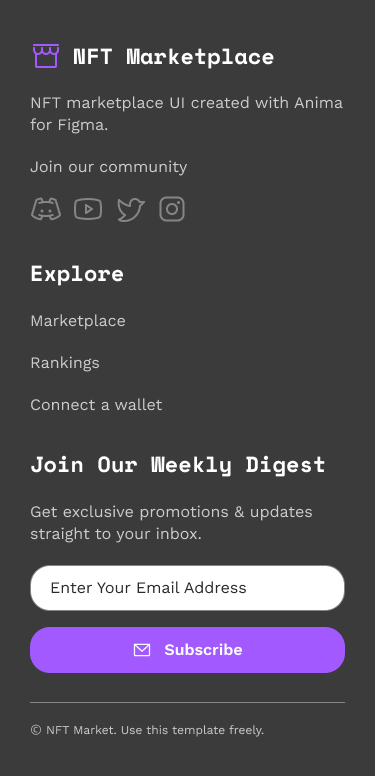 NFT Marketplace
NFT marketplace UI created with Anima
for Figma.
Join our community
Explore
Marketplace
Rankings
Connect a wallet
Join Our Weekly Digest
Get exclusive promotions & updates
straight to your inbox.
Enter Your Email Address
Subscribe
© NFT Market. Use this template freely.